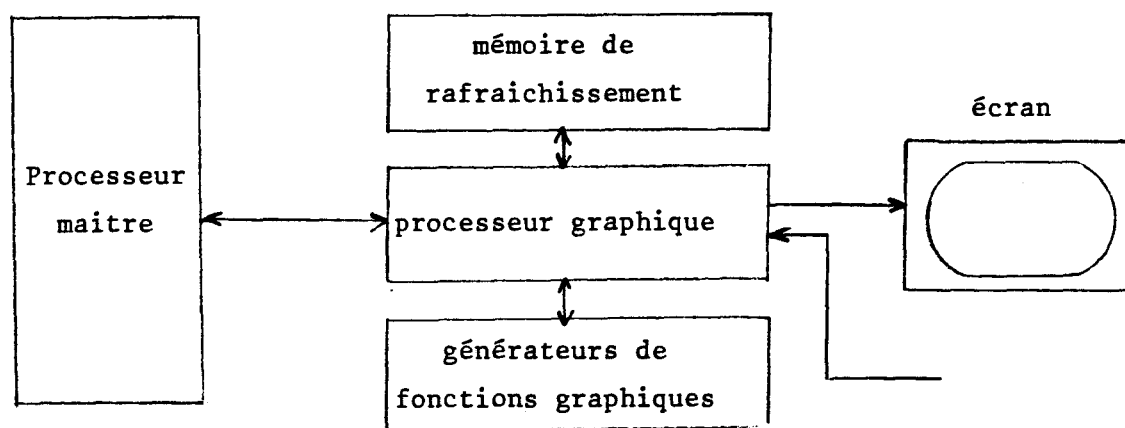 mémoire de
rafraichissement
écran
Processeur
maitre
processeur graphique
générateurs de
fonctions graphiques